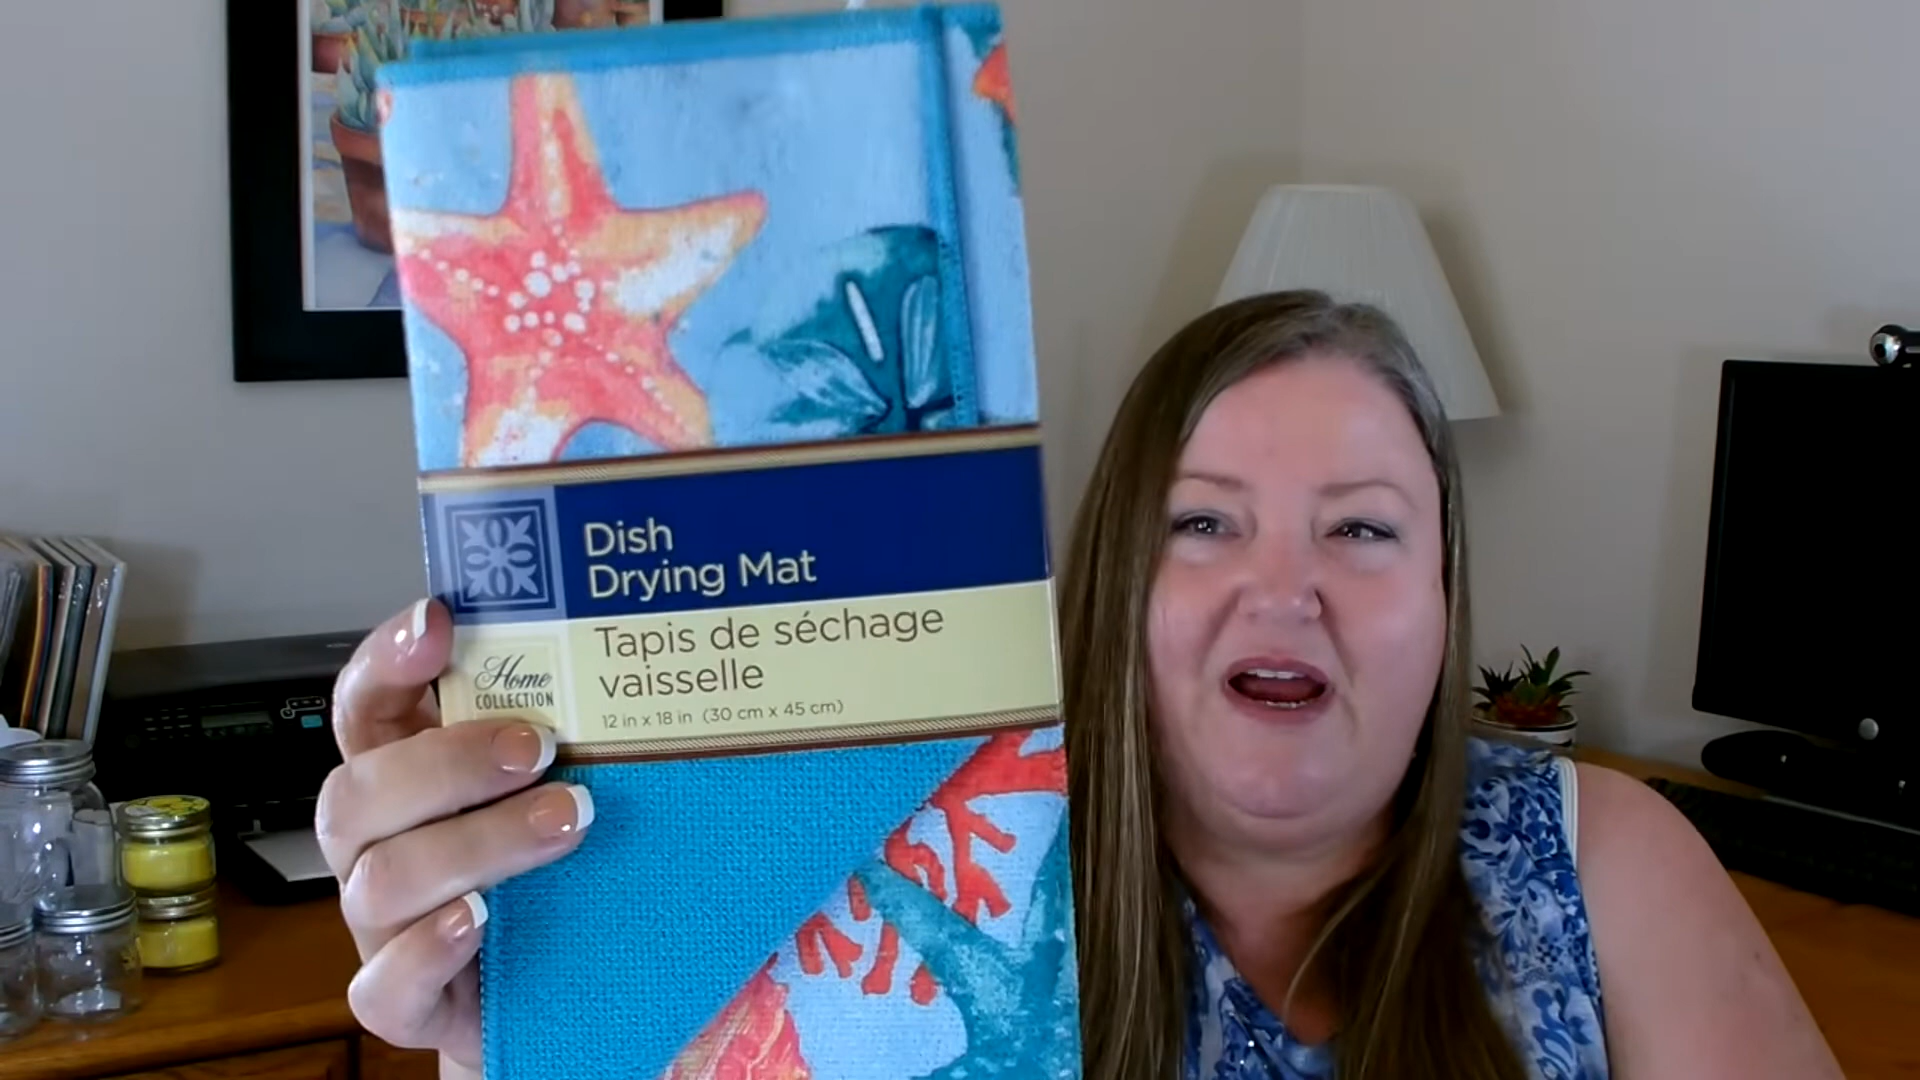 Dish
Drying Mat
Tapis de séchage
vaisselle
12 in x 18 in (30 cm x 45 cm)
Home
COLLECTION